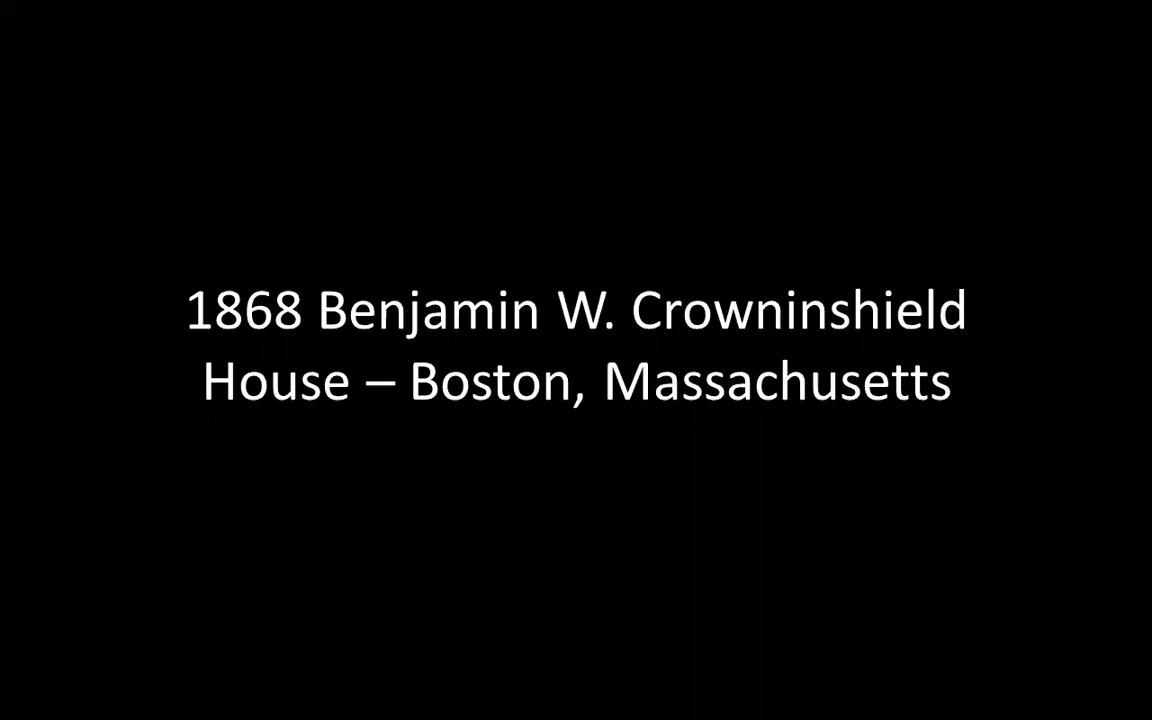 1868 Benjamin W. Crowninshield
House – Boston, Massachusetts